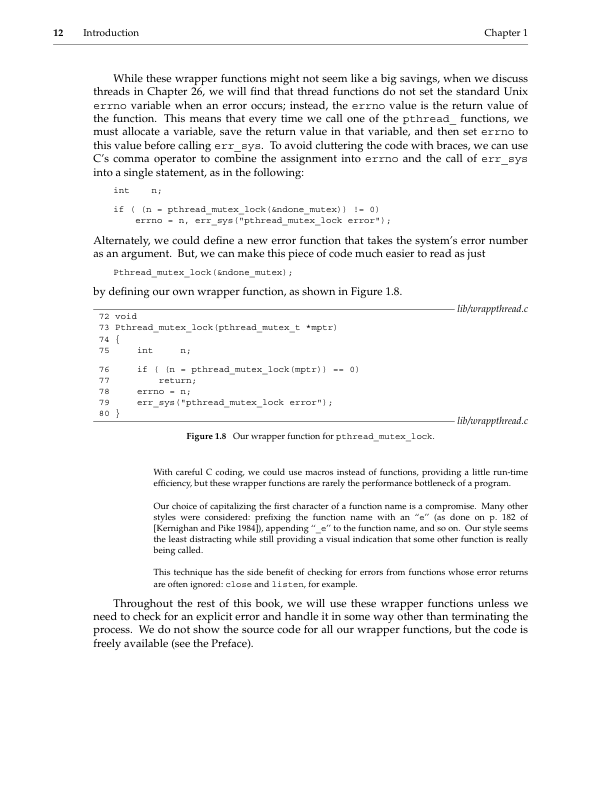 12 Introduction Chapter 1
While these wrapper functions might not seem like a big savings, when we discuss
threads in Chapter 26, we will find that thread functions do not set the standard Unix
errno variable when an error occurs; instead, the errno value is the return value of
the function. This means that every time we call one of the pthread_ functions, we
must allocate a variable, save the return value in that variable, and then set errno to
this value before calling err_sys. To avoid cluttering the code with braces, we can use
C's comma operator to combine the assignment into errno and the call of err_sys
into a single statement, as in the following:
int n;
if ( (n = pthread_mutex_lock(&ndone_mutex)) != 0)
errno = n, err_sys("pthread_mutex_lock error");
Alternately, we could define a new error function that takes the system's error number
as an argument. But, we can make this piece of code much easier to read as just
Pthread_mutex_lock(&ndone_mutex);
by defining our own wrapper function, as shown in Figure 1.8.
lib/wrappthread.c
72 void
73 Pthread_mutex_lock(pthread_mutex_t *mptr)
74 {
75 int n;
76 if ( (n = pthread_mutex_lock(mptr)) == 0)
77 return;
78 errno = n;
79 err_sys("pthread_mutex_lock error");
80 }
lib/wrappthread.c
Figure 1.8 Our wrapper function for pthread_mutex_lock.
With careful C coding, we could use macros instead of functions, providing a little run-time
efficiency, but these wrapper functions are rarely the performance bottleneck of a program.
Our choice of capitalizing the first character of a function name is a compromise. Many other
styles were considered: prefixing the function name with an "e" (as done on p. 182 of
[Kernighan and Pike 1984]), appending "_e" to the function name, and so on. Our style seems
the least distracting while still providing a visual indication that some other function is really
being called.
This technique has the side benefit of checking for errors from functions whose error returns
are often ignored: close and listen, for example.
Throughout the rest of this book, we will use these wrapper functions unless we
need to check for an explicit error and handle it in some way other than terminating the
process. We do not show the source code for all our wrapper functions, but the code is
freely available (see the Preface).